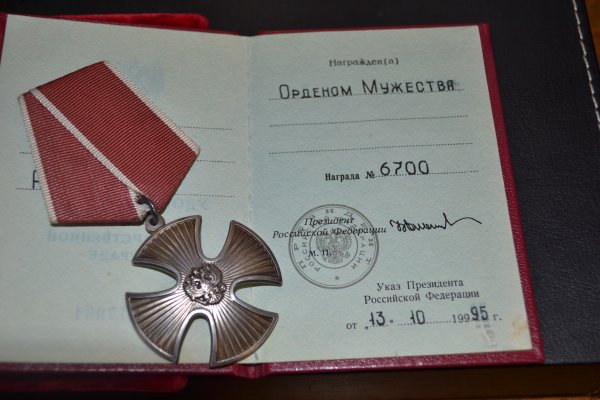 Награжден(а)
Орденом Мужества
Награда № 6700
Президент
Российской Федерации
М. П.
Указ Президента
Российской Федерации
от "13." 10 1995 г.